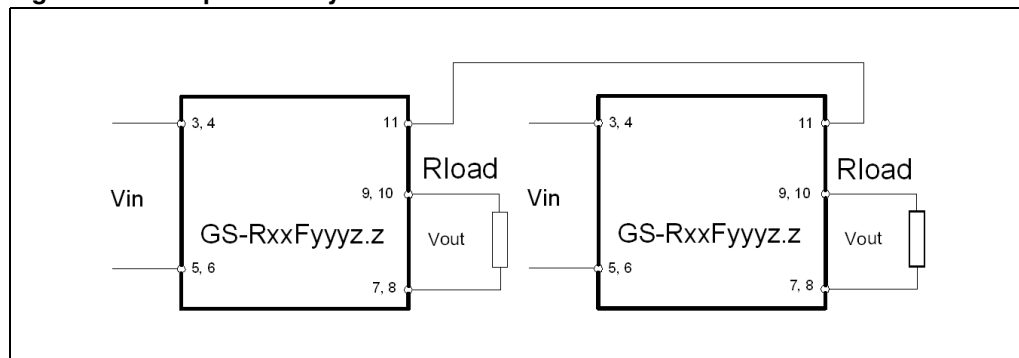 3, 4
11
Vin
9, 10
Rload
GS-RxxFyyyz.z
Vout
5, 6
7, 8
3, 4
11
Vin
9, 10
Rload
GS-RxxFyyyz.z
Vout
5, 6
7, 8